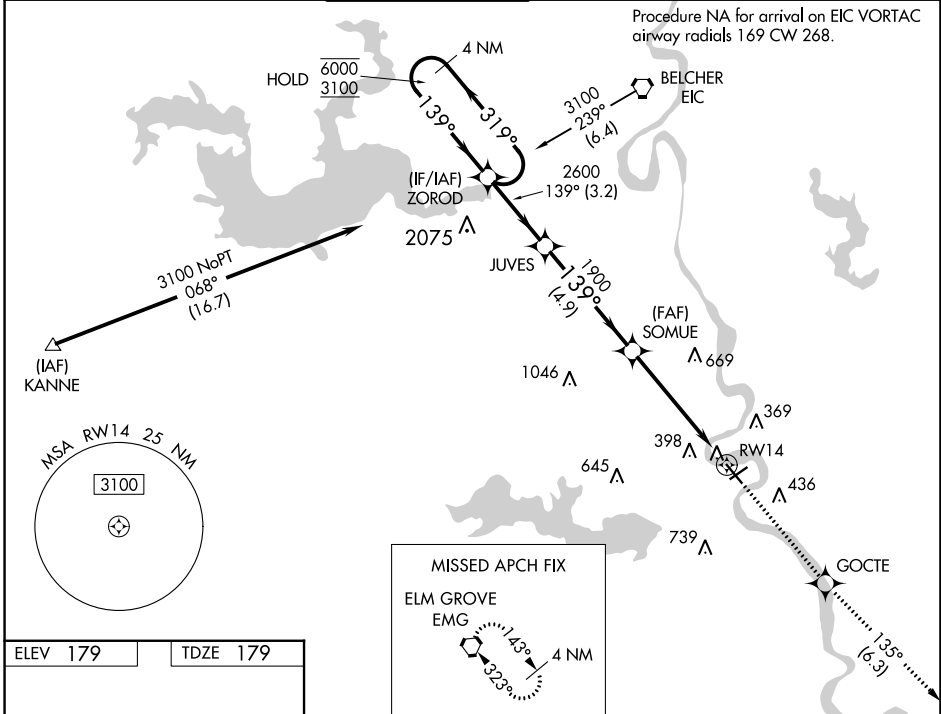 Procedure NA for arrival on EIC VORTAC
airway radials 169 CW 268.
4 NM
HOLD
6000
3100
139°
319°
BELCHER
EIC
3100
239°
(6.4)
(IF/IAF)
ZOROD
2600
139° (3.2)
2075
JUVES
1900
139°
(4.9)
3100 NoPT
068°
(16.7)
(IAF)
KANNE
(FAF)
SOMUE
669
1046
369
398
RW14
645
436
739
GOCTE
135°
(6.3)
MSA RW14 25 NM
3100
MISSED APCH FIX
ELM GROVE
EMG
143°
4 NM
323°
ELEV 179
TDZE 179